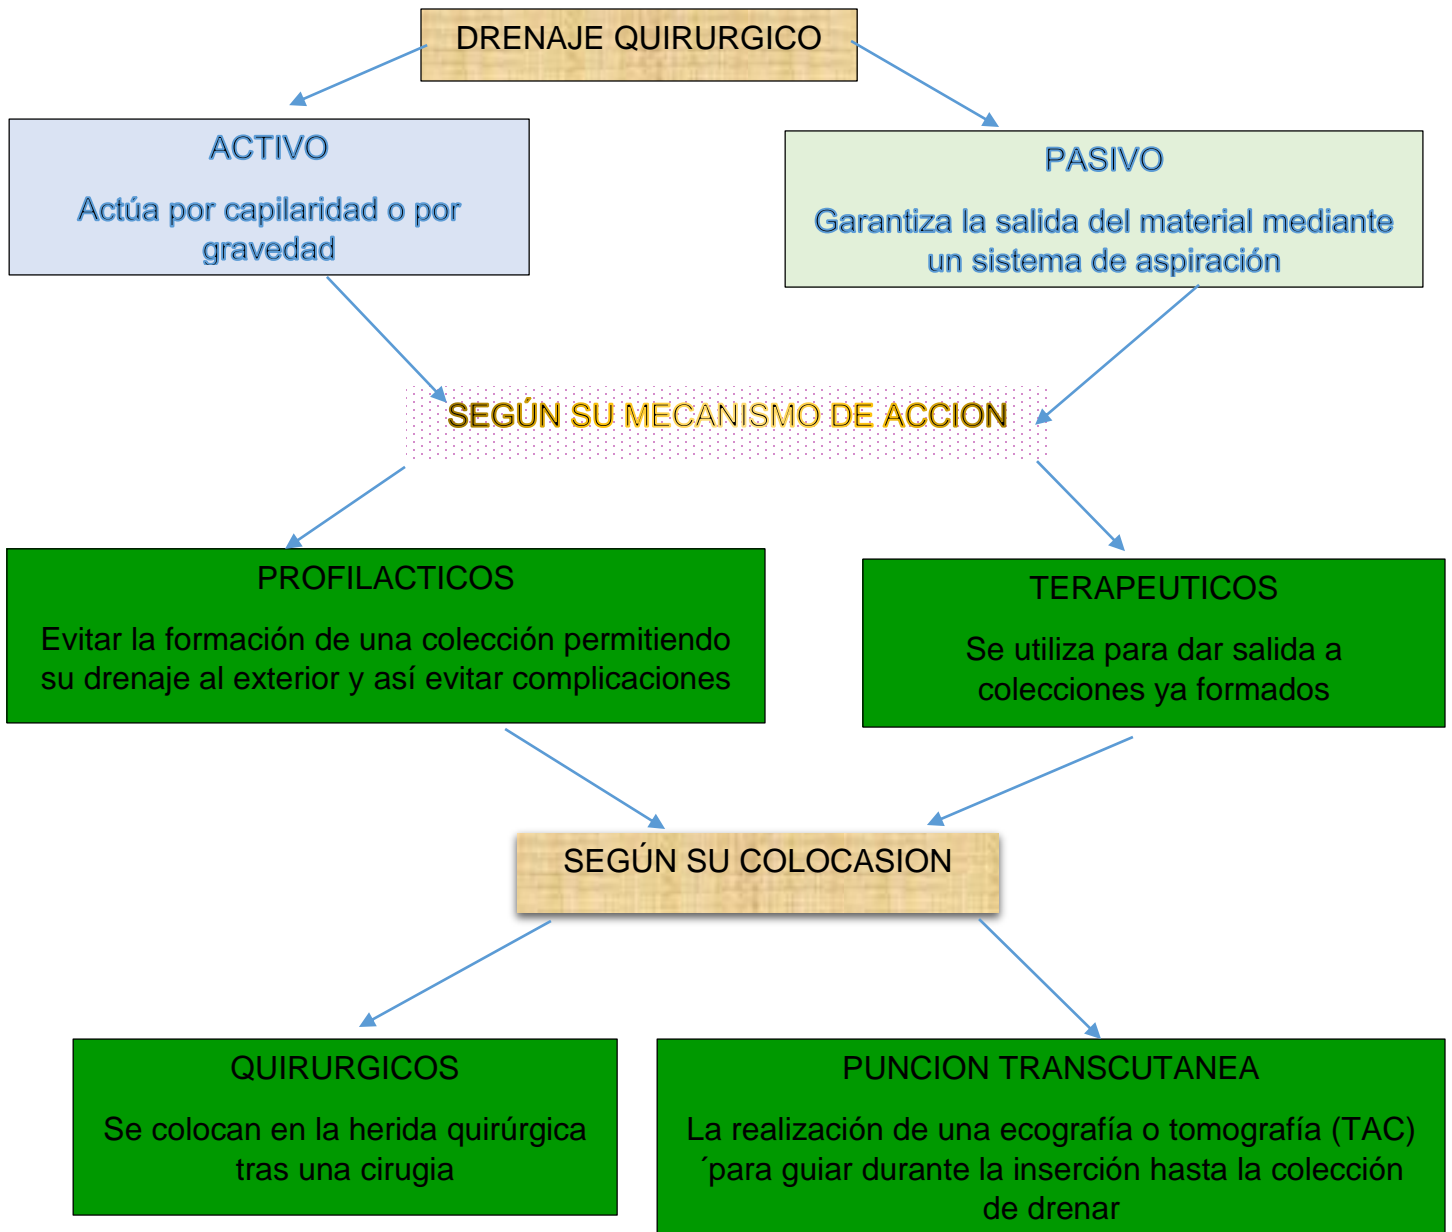 DRENAJE QUIRURGICO
ACTIVO
Actúa por capilaridad o por
gravedad
PASIVO
Garantiza la salida del material mediante
un sistema de aspiración
SEGÚN SU MECANISMO DE ACCION
PROFILACTICOS
Evitar la formación de una colección permitiendo
su drenaje al exterior y así evitar complicaciones
TERAPEUTICOS
Se utiliza para dar salida a
colecciones ya formados
SEGÚN SU COLOCASION
QUIRURGICOS
Se colocan en la herida quirúrgica
tras una cirugia
PUNCION TRANSCUTANEA
La realización de una ecografía o tomografía (TAC)
´para guiar durante la inserción hasta la colección
de drenar